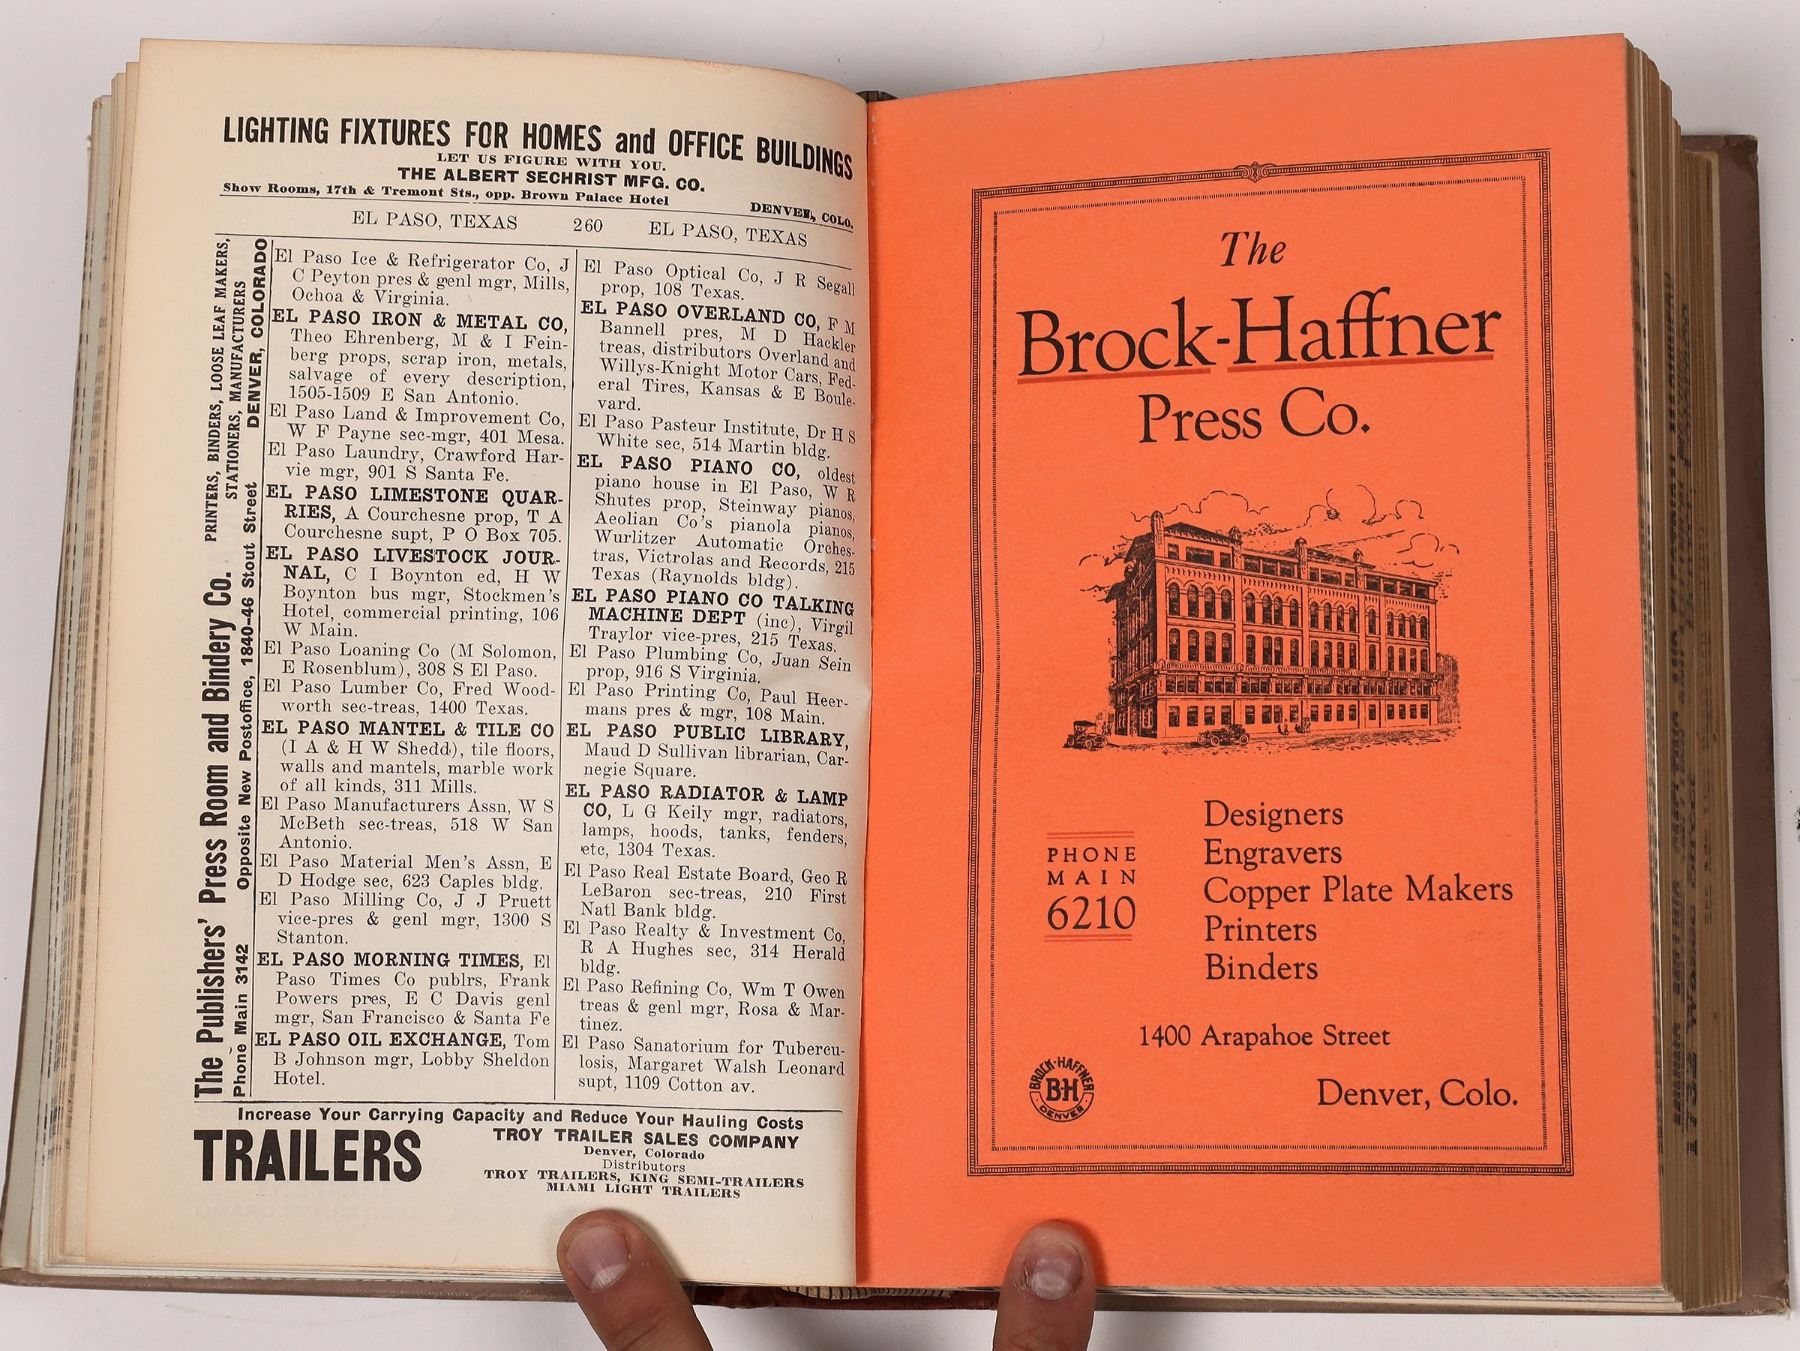 LIGHTING FIXTURES FOR HOMES and OFFICE BUILDINGS
LET US FIGURE WITH YOU.
THE ALBERT SECHRIST MFG. CO.
Show Rooms, 17th & Tremont Sts., opp. Brown Palace Hotel
DENVER, COLO.
EL PASO, TEXAS 260 EL PASO, TEXAS
The Publishers' Press Room and Bindery Co. PRINTERS, BINDERS, LOOSE LEAF MAKERS,
STATIONERS, MANUFACTURERS
Phone Main 3142 Opposite New Postoffice, 1840-46 Stout Street DENVER, COLORADO
El Paso Ice & Refrigerator Co, J
C Peyton pres & genl mgr, Mills,
Ochoa & Virginia.
EL PASO IRON & METAL CO,
Theo Ehrenberg, M & I Fein-
berg props, scrap iron, metals,
salvage of every description,
1505-1509 E San Antonio.
El Paso Land & Improvement Co,
W F Payne sec-mgr, 401 Mesa.
El Paso Laundry, Crawford Har-
vie mgr, 901 S Santa Fe.
EL PASO LIMESTONE QUAR-
RIES, A Courchesne prop, T A
Courchesne supt, P O Box 705.
EL PASO LIVESTOCK JOUR-
NAL, C I Boynton ed, H W
Boynton bus mgr, Stockmen's
Hotel, commercial printing, 106
W Main.
El Paso Loaning Co (M Solomon,
E Rosenblum), 308 S El Paso.
El Paso Lumber Co, Fred Wood-
worth sec-treas, 1400 Texas.
EL PASO MANTEL & TILE CO
(I A & H W Shedd), tile floors,
walls and mantels, marble work
of all kinds, 311 Mills.
El Paso Manufacturers Assn, W S
McBeth sec-treas, 518 W San
Antonio.
El Paso Material Men's Assn, E
D Hodge sec, 623 Caples bldg.
El Paso Milling Co, J J Pruett
vice-pres & genl mgr, 1300 S
Stanton.
EL PASO MORNING TIMES, El
Paso Times Co publrs, Frank
Powers pres, E C Davis genl
mgr, San Francisco & Santa Fe
EL PASO OIL EXCHANGE, Tom
B Johnson mgr, Lobby Sheldon
Hotel.
El Paso Optical Co, J R Segall
prop, 108 Texas.
EL PASO OVERLAND CO, F M
Bannell pres, M D Hackler
treas, distributors Overland and
Willys-Knight Motor Cars, Fed-
eral Tires, Kansas & E Boule-
vard.
El Paso Pasteur Institute, Dr H S
White sec, 514 Martin bldg.
EL PASO PIANO CO, oldest
piano house in El Paso, W R
Shutes prop, Steinway pianos,
Aeolian Co's pianola pianos,
Wurlitzer Automatic Orches-
tras, Victrolas and Records, 215
Texas (Raynolds bldg).
EL PASO PIANO CO TALKING
MACHINE DEPT (inc), Virgil
Traylor vice-pres, 215 Texas.
El Paso Plumbing Co, Juan Sein
prop, 916 S Virginia.
El Paso Printing Co, Paul Heer-
mans pres & mgr, 108 Main.
EL PASO PUBLIC LIBRARY,
Maud D Sullivan librarian, Car-
negie Square.
EL PASO RADIATOR & LAMP
CO, L G Keily mgr, radiators,
lamps, hoods, tanks, fenders,
etc, 1304 Texas.
El Paso Real Estate Board, Geo R
LeBaron sec-treas, 210 First
Natl Bank bldg.
El Paso Realty & Investment Co,
R A Hughes sec, 314 Herald
bldg.
El Paso Refining Co, Wm T Owen
treas & genl mgr, Rosa & Mar-
tinez.
El Paso Sanatorium for Tubercu-
losis, Margaret Walsh Leonard
supt, 1109 Cotton av.
Increase Your Carrying Capacity and Reduce Your Hauling Costs
TRAILERS
TROY TRAILER SALES COMPANY
Denver, Colorado
Distributors
TROY TRAILERS, KING SEMI-TRAILERS
MIAMI LIGHT TRAILERS
The
Brock-Haffner
Press Co.
PHONE
MAIN
6210
Designers
Engravers
Copper Plate Makers
Printers
Binders
1400 Arapahoe Street
Denver, Colo.
BROCK-HAFFNER
B-H
DENVER